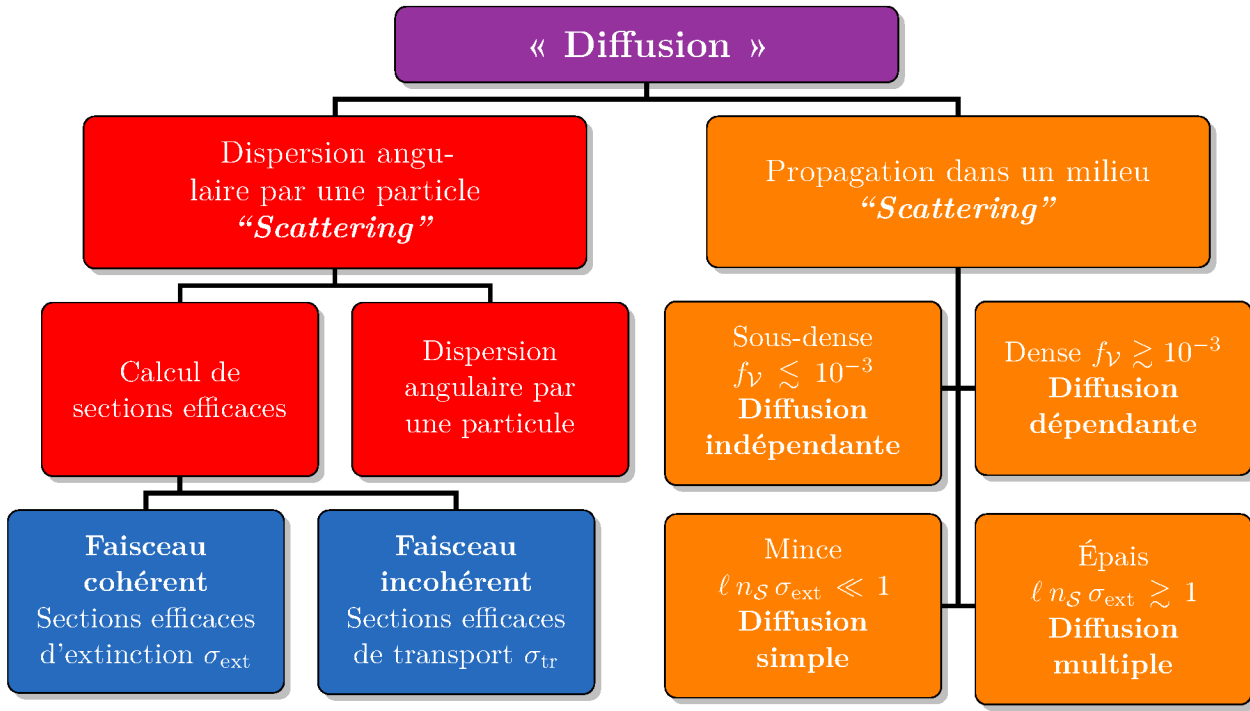 « Diffusion »
Dispersion angu-
laire par une particle
“Scattering”
Propagation dans un milieu
“Scattering”
Calcul de
sections efficaces
Dispersion
angulaire par
une particule
Sous-dense
f_𝒱 ≲ 10⁻³
Diffusion
indépendante
Dense f_𝒱 ≳ 10⁻³
Diffusion
dépendante
Faisceau
cohérent
Sections efficaces
d'extinction σ_ext
Faisceau
incohérent
Sections efficaces
de transport σ_tr
Mince
ℓ n_𝒮 σ_ext ≪ 1
Diffusion
simple
Épais
ℓ n_𝒮 σ_ext ≳ 1
Diffusion
multiple